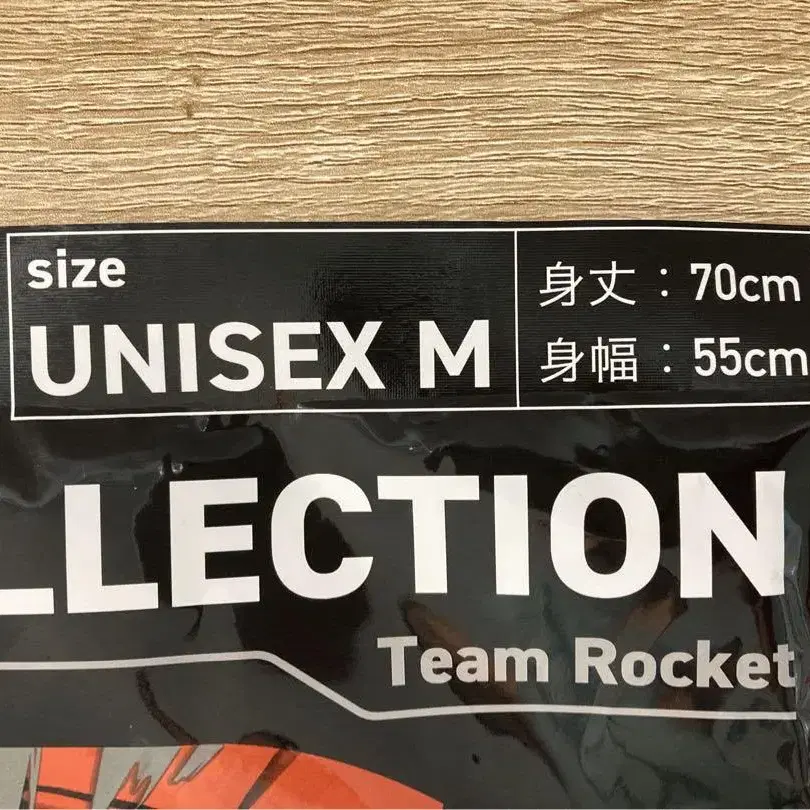 size
UNISEX M
身丈：70cm
身幅：55cm
LLECTION
Team Rocket